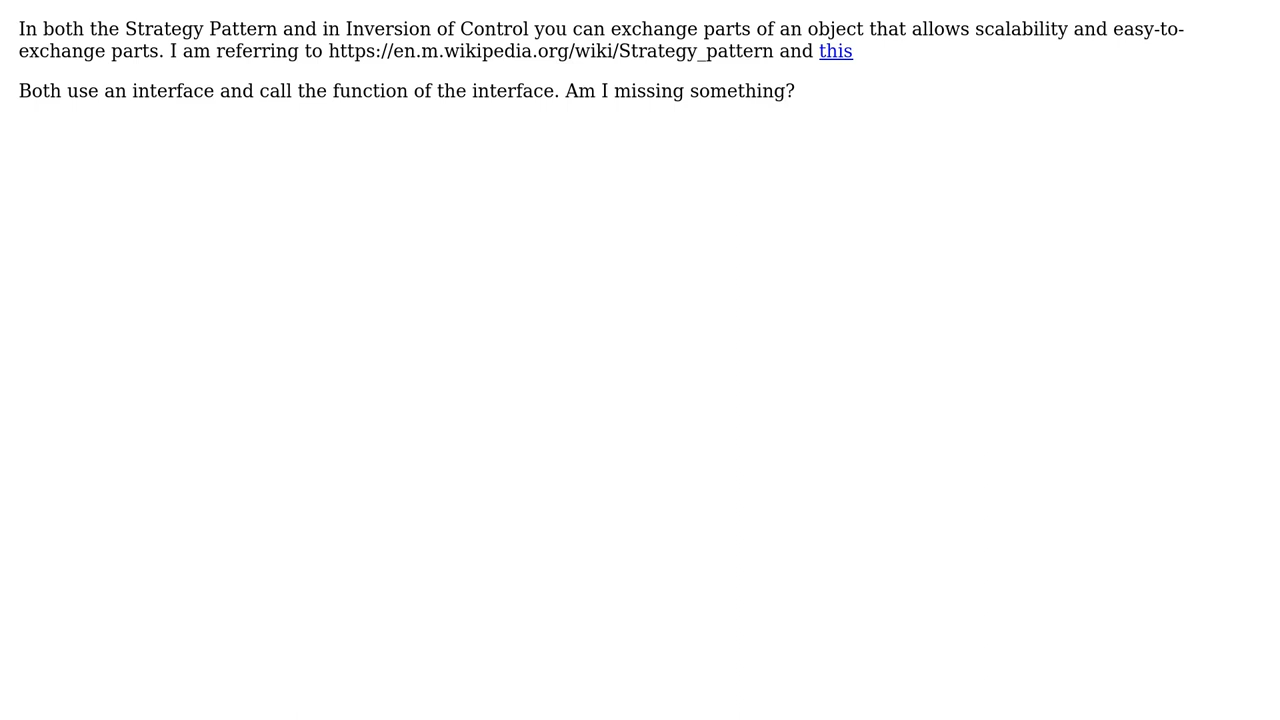 In both the Strategy Pattern and in Inversion of Control you can exchange parts of an object that allows scalability and easy-to-
exchange parts. I am referring to https://en.m.wikipedia.org/wiki/Strategy_pattern and this
Both use an interface and call the function of the interface. Am I missing something?